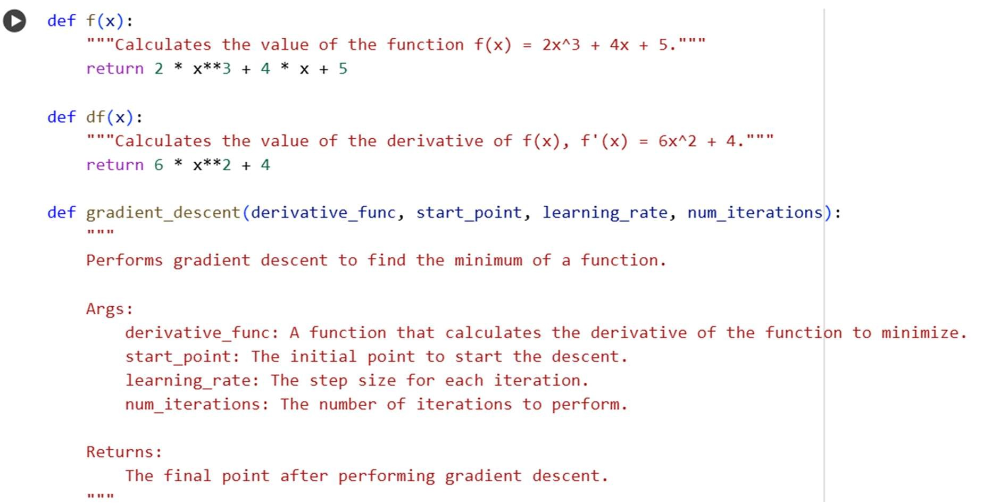 def f(x):
    """Calculates the value of the function f(x) = 2x^3 + 4x + 5."""
    return 2 * x**3 + 4 * x + 5

def df(x):
    """Calculates the value of the derivative of f(x), f'(x) = 6x^2 + 4."""
    return 6 * x**2 + 4

def gradient_descent(derivative_func, start_point, learning_rate, num_iterations):
    """
    Performs gradient descent to find the minimum of a function.

    Args:
        derivative_func: A function that calculates the derivative of the function to minimize.
        start_point: The initial point to start the descent.
        learning_rate: The step size for each iteration.
        num_iterations: The number of iterations to perform.

    Returns:
        The final point after performing gradient descent.
    """